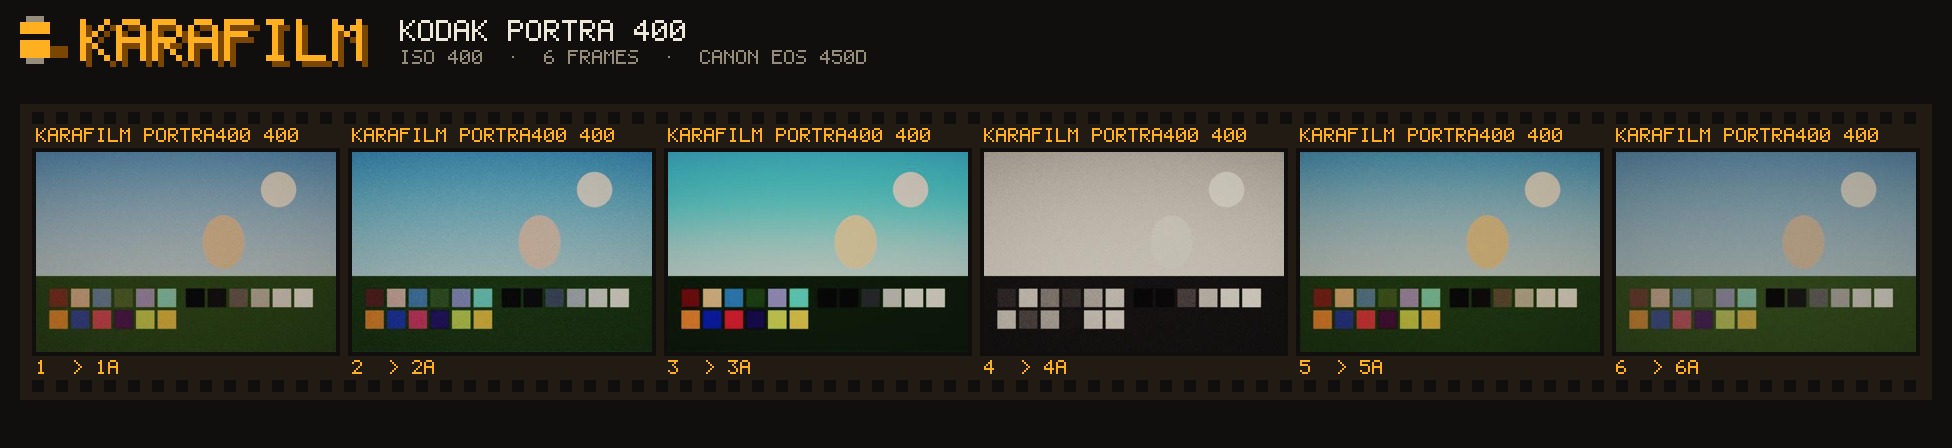 KARAFILM
KODAK PORTRA 400
ISO 400 · 6 FRAMES · CANON EOS 450D
KARAFILM PORTRA400 400
KARAFILM PORTRA400 400
KARAFILM PORTRA400 400
KARAFILM PORTRA400 400
KARAFILM PORTRA400 400
KARAFILM PORTRA400 400
1 > 1A
2 > 2A
3 > 3A
4 > 4A
5 > 5A
6 > 6A